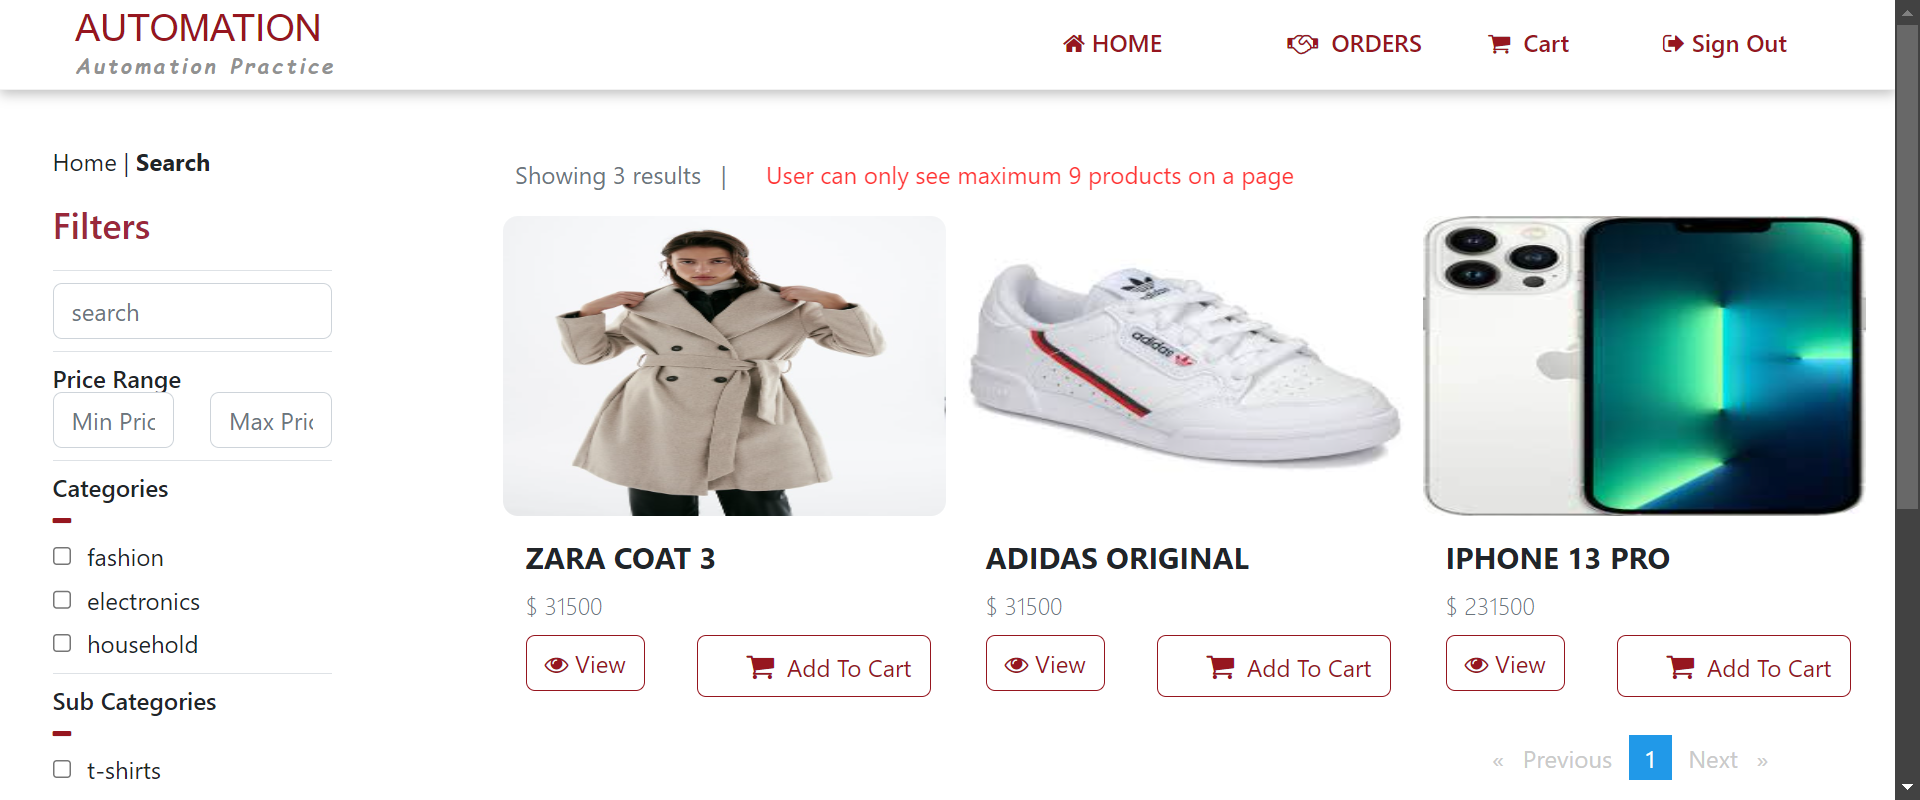 AUTOMATION
Automation Practice
HOME
ORDERS
Cart
Sign Out
Home | Search
Filters
search
Price Range
Min Pric
Max Pric
Categories
fashion
electronics
household
Sub Categories
t-shirts
Showing 3 results |
User can only see maximum 9 products on a page
adidas
adidas
ZARA COAT 3
$ 31500
View
Add To Cart
ADIDAS ORIGINAL
$ 31500
View
Add To Cart
IPHONE 13 PRO
$ 231500
View
Add To Cart
« Previous 1 Next »